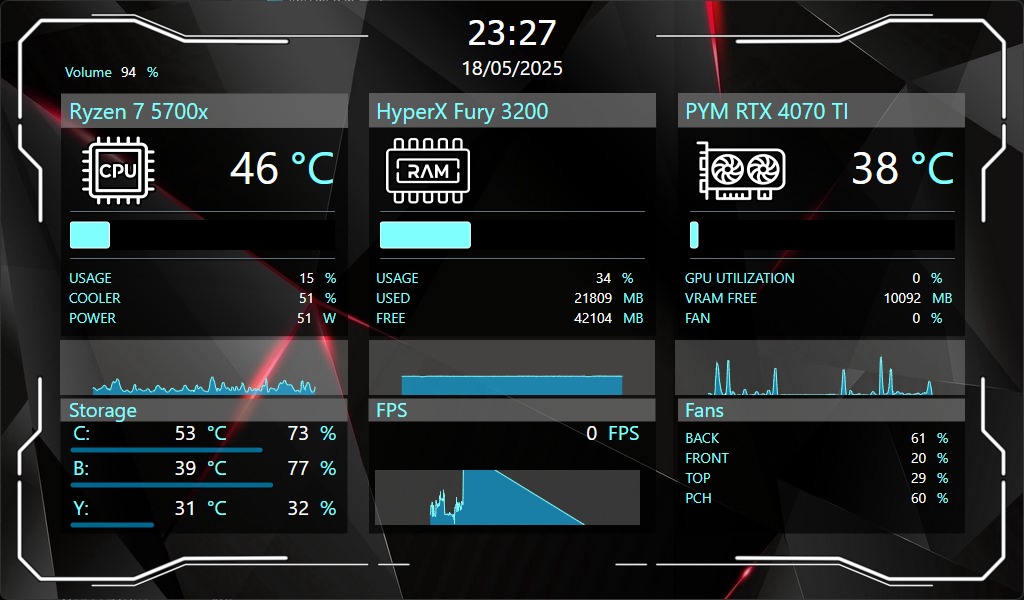 23:27
18/05/2025
Volume 94 %
Ryzen 7 5700x
CPU
46 °C
USAGE 15 %
COOLER 51 %
POWER 51 W
HyperX Fury 3200
RAM
USAGE 34 %
USED 21809 MB
FREE 42104 MB
PYM RTX 4070 TI
38 °C
GPU UTILIZATION 0 %
VRAM FREE 10092 MB
FAN 0 %
Storage
C: 53 °C 73 %
B: 39 °C 77 %
Y: 31 °C 32 %
FPS
0 FPS
Fans
BACK 61 %
FRONT 20 %
TOP 29 %
PCH 60 %